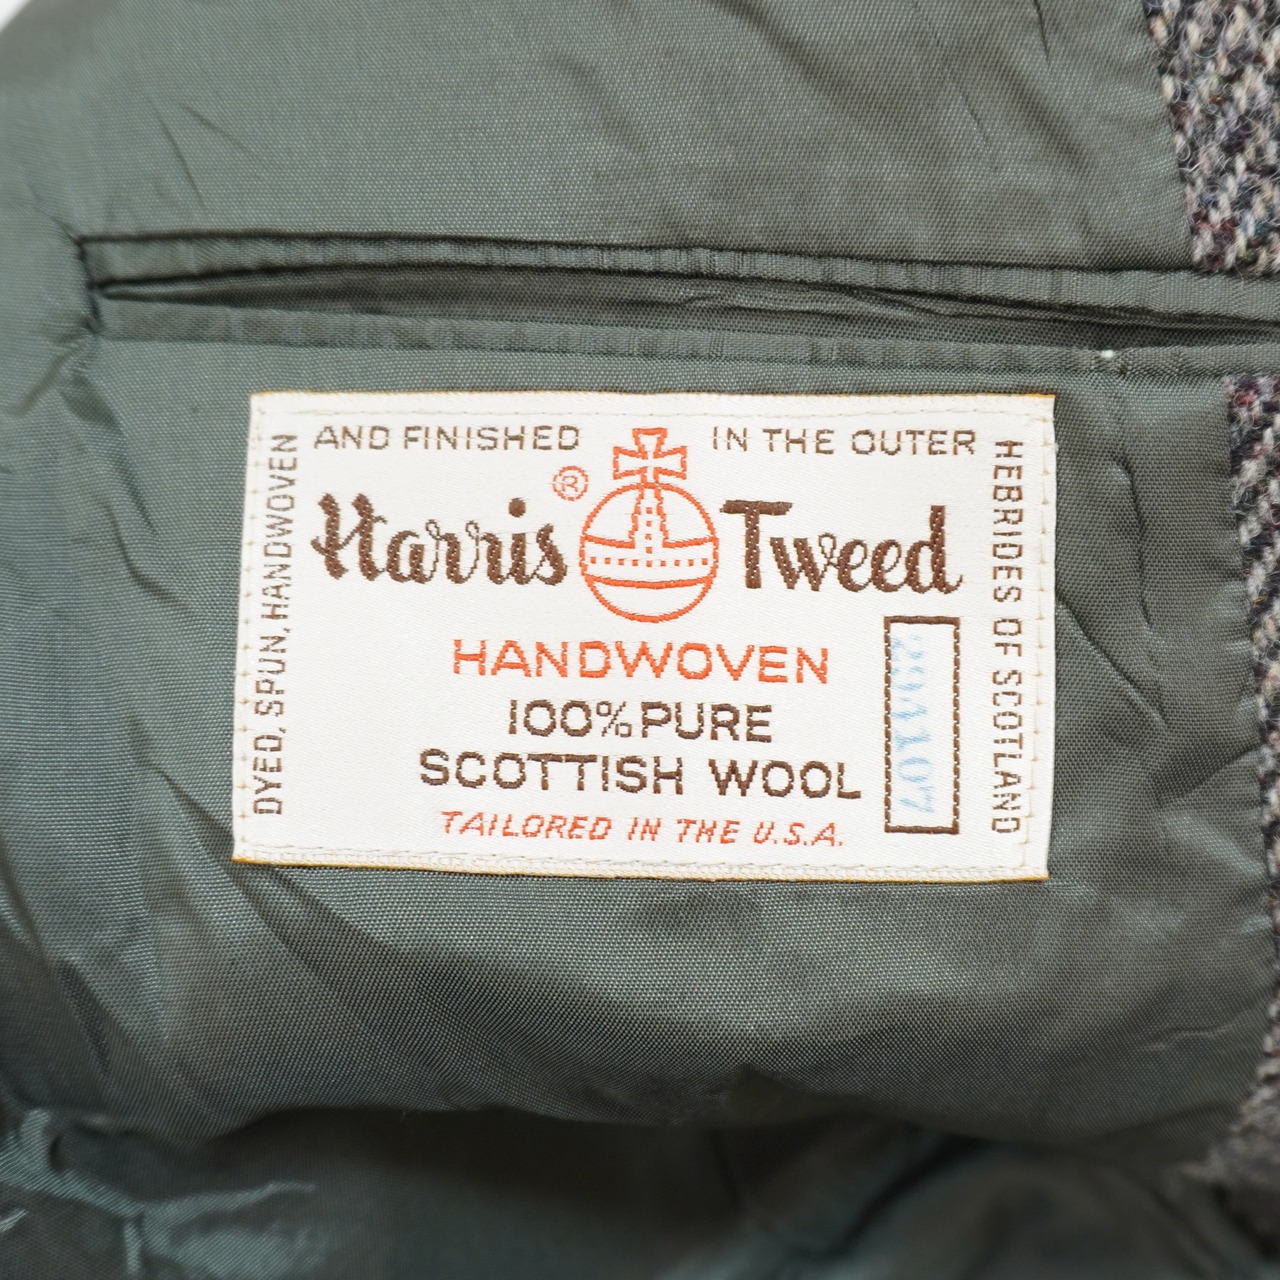 DYED, SPUN, HANDWOVEN
AND FINISHED
IN THE OUTER
HEBRIDES OF SCOTLAND
Harris ® Tweed
HANDWOVEN
100% PURE
SCOTTISH WOOL
TAILORED IN THE U.S.A.